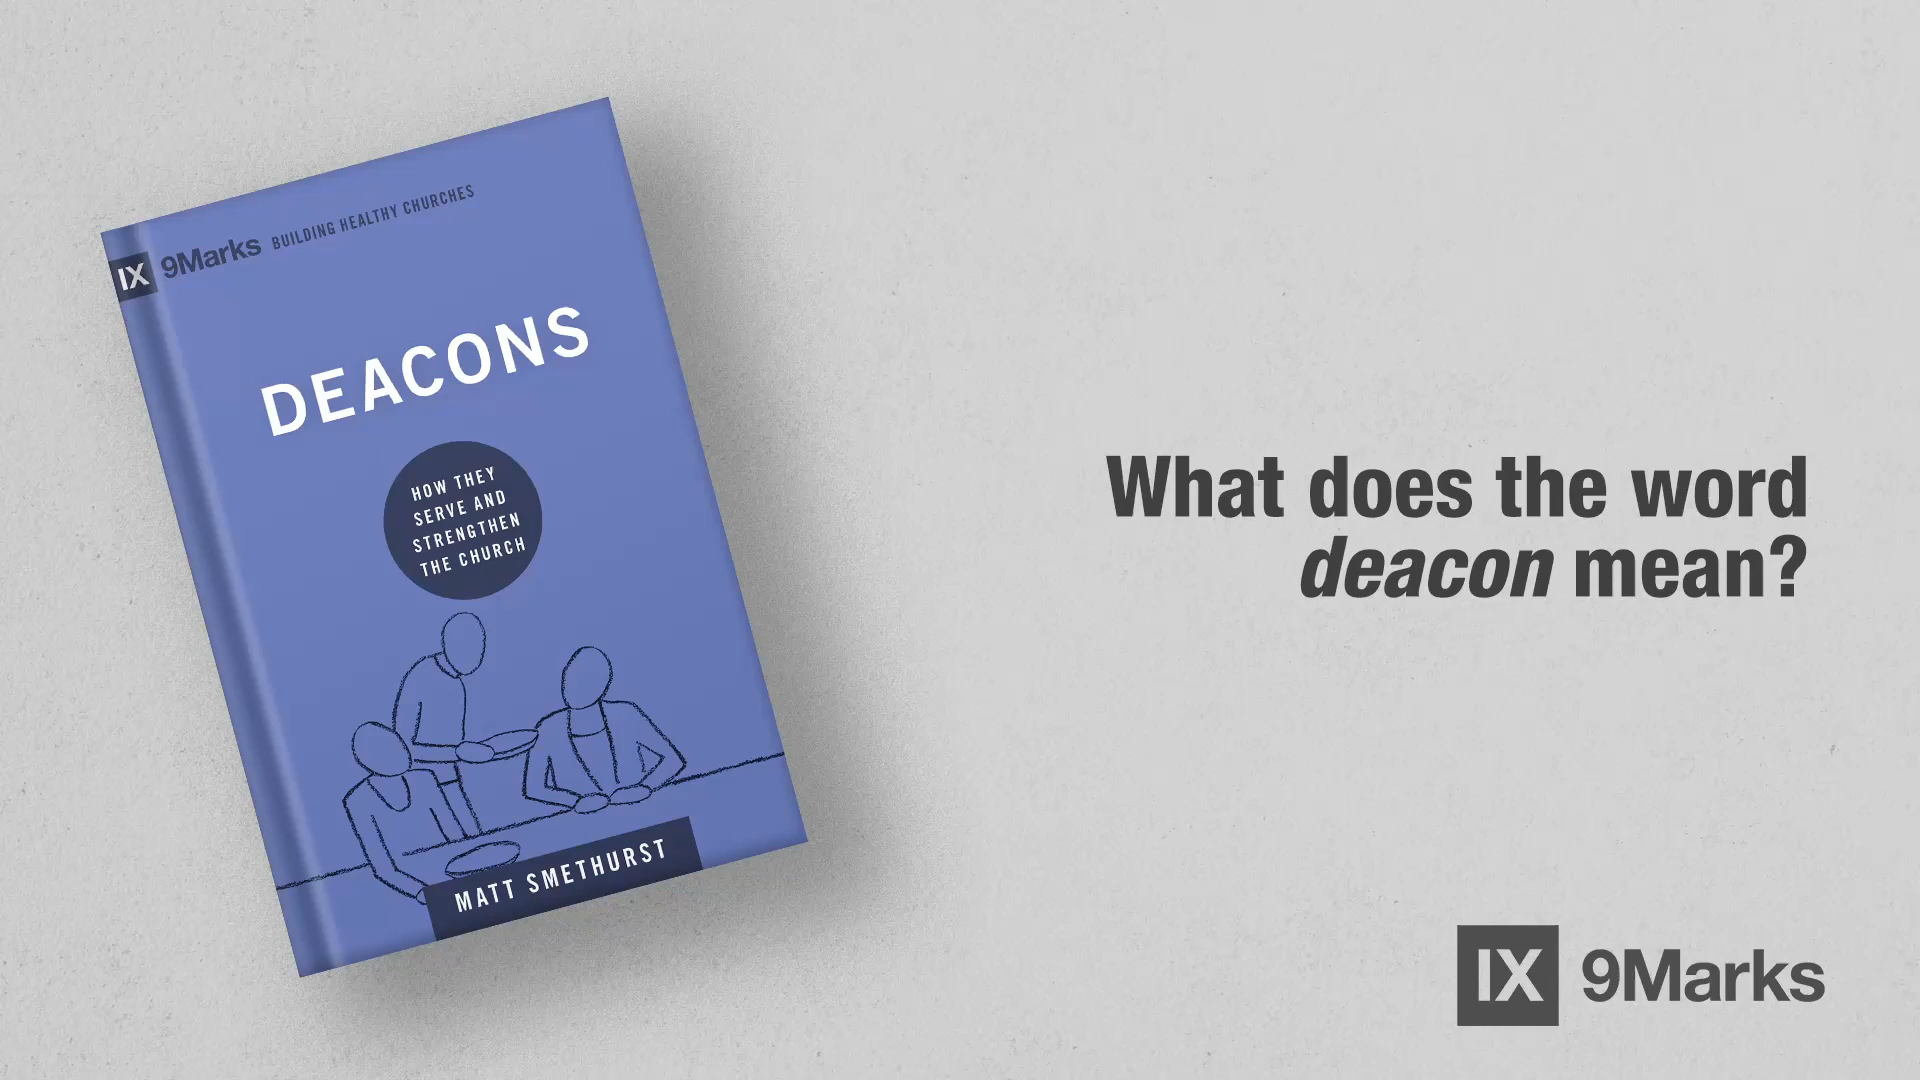 IX 9Marks BUILDING HEALTHY CHURCHES
DEACONS
HOW THEY
SERVE AND
STRENGTHEN
THE CHURCH
MATT SMETHURST
What does the word
deacon mean?
IX 9Marks